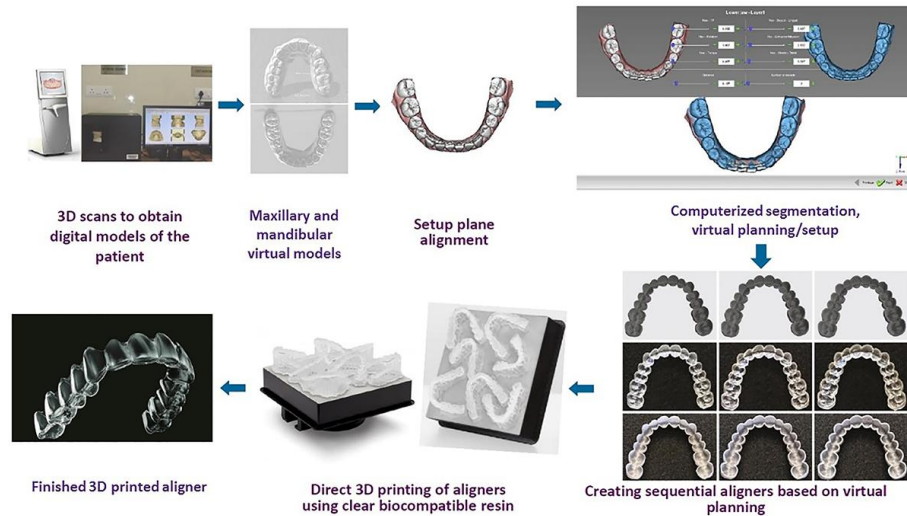 3D scans to obtain
digital models of the
patient
Maxillary and
mandibular
virtual models
Setup plane
alignment
Computerized segmentation,
virtual planning/setup
Creating sequential aligners based on virtual
planning
Direct 3D printing of aligners
using clear biocompatible resin
Finished 3D printed aligner